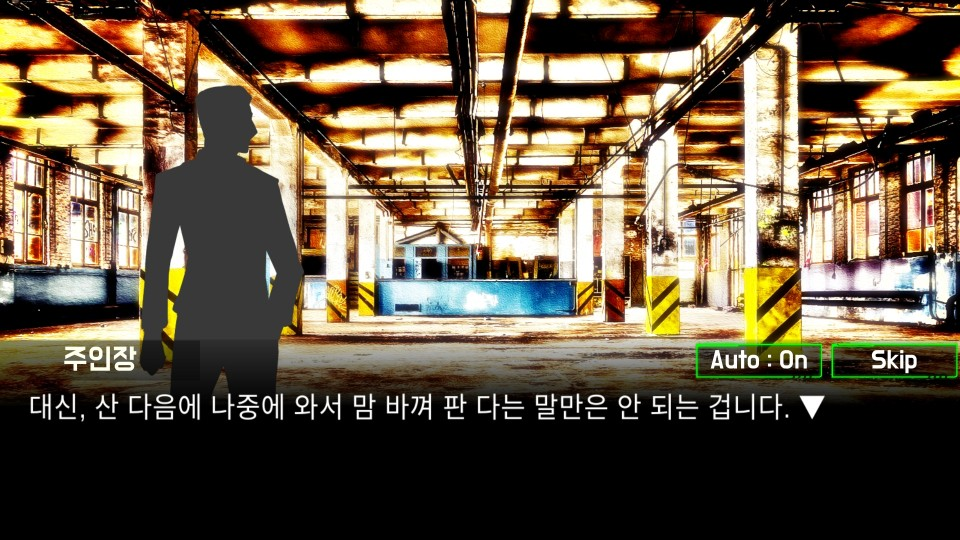 주인장
Auto : On
Skip
대신, 산 다음에 나중에 와서 맘 바껴 판 다는 말만은 안 되는 겁니다. ▼